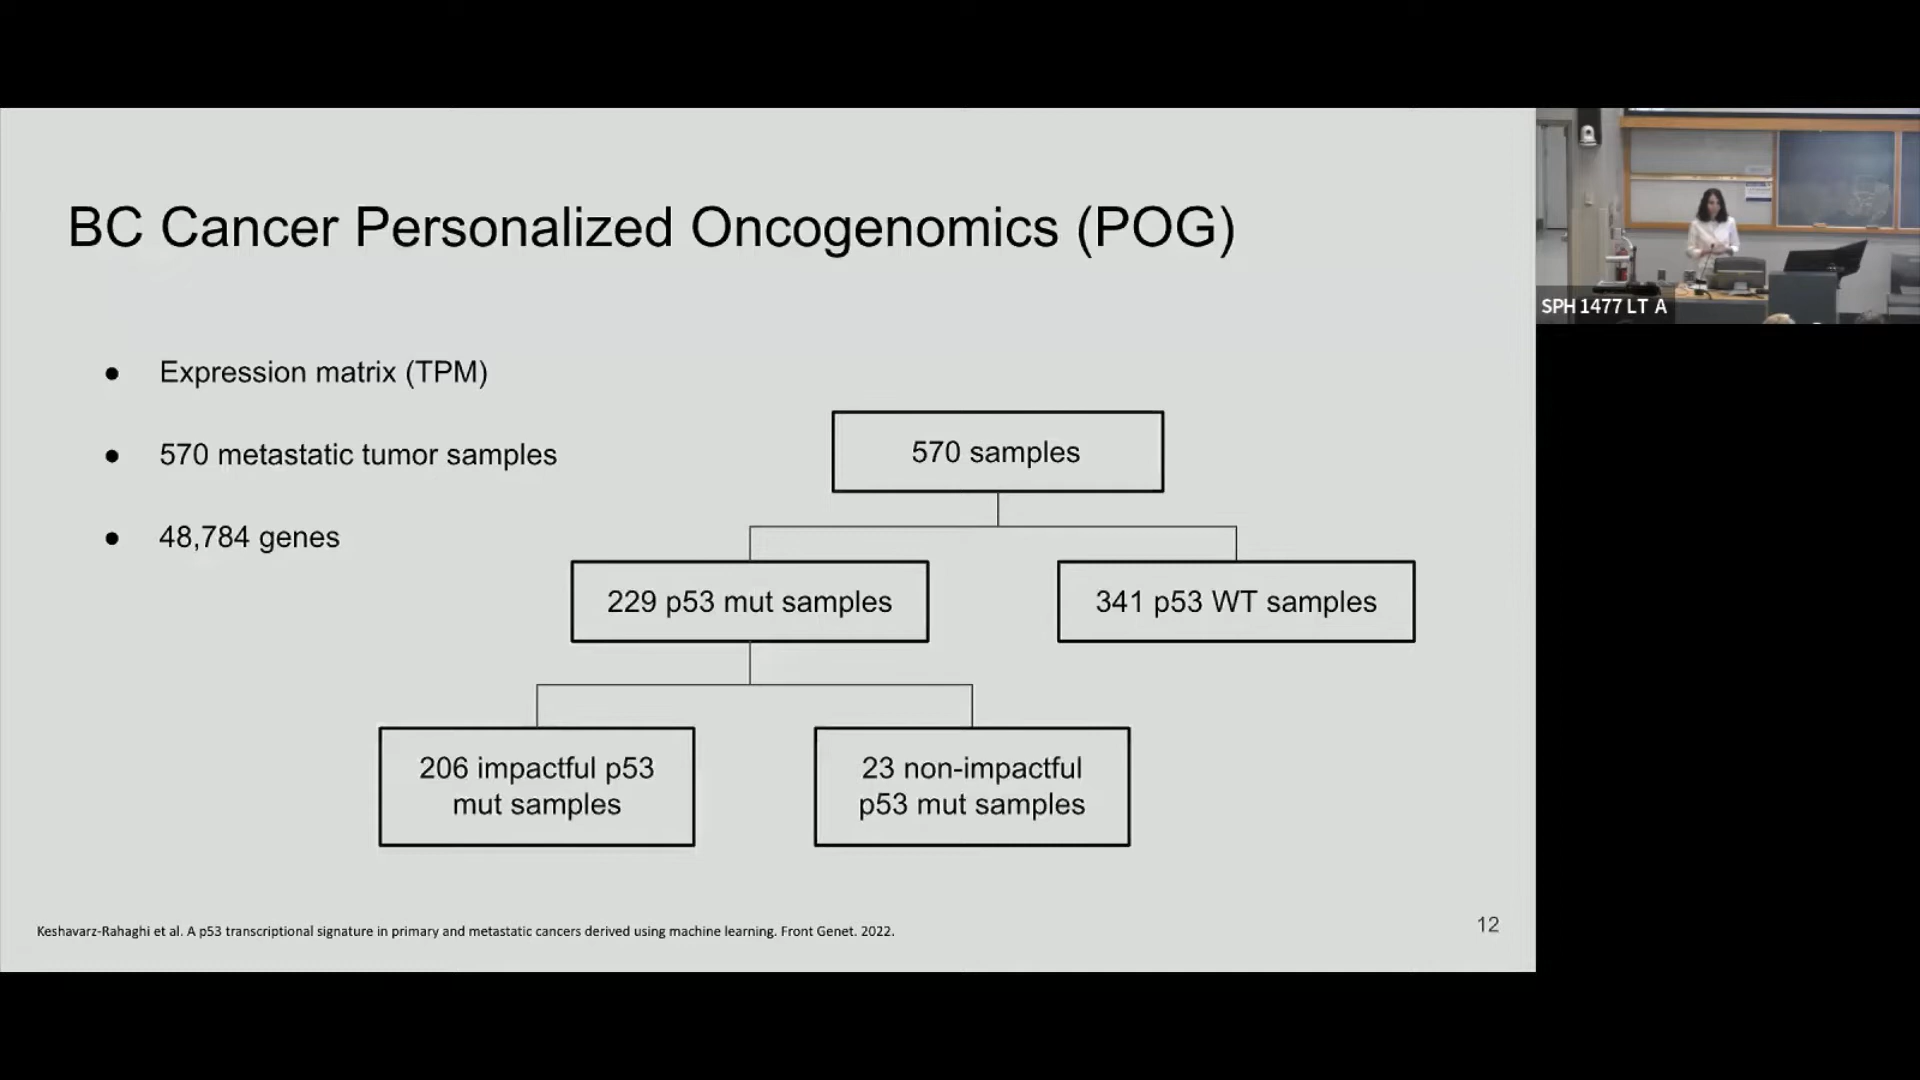 BC Cancer Personalized Oncogenomics (POG)
● Expression matrix (TPM)
● 570 metastatic tumor samples
● 48,784 genes
570 samples
229 p53 mut samples
341 p53 WT samples
206 impactful p53
mut samples
23 non-impactful
p53 mut samples
Keshavarz-Rahaghi et al. A p53 transcriptional signature in primary and metastatic cancers derived using machine learning. Front Genet. 2022.
12
SPH 1477 LT A